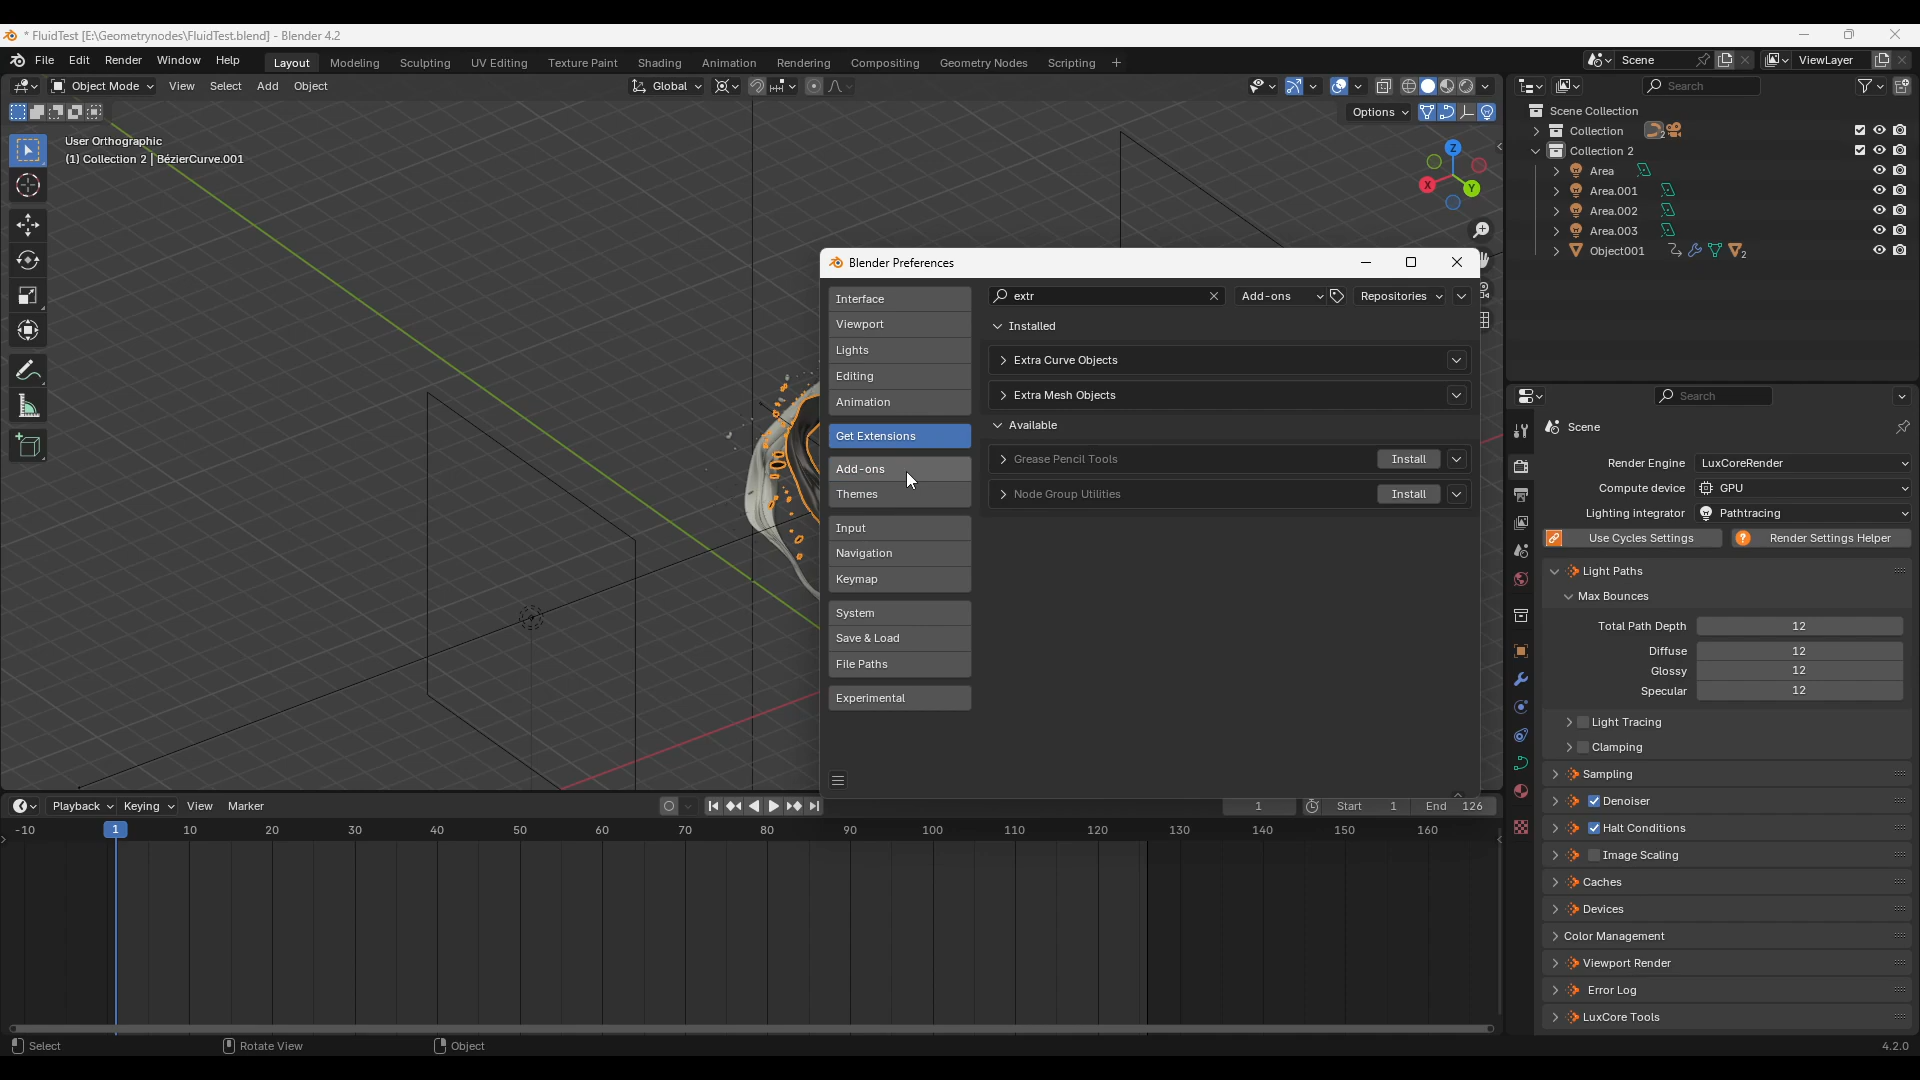 * FluidTest [E:\Geometrynodes\FluidTest.blend] - Blender 4.2
File Edit Render Window Help Layout Modeling Sculpting UV Editing Texture Paint Shading Animation Rendering Compositing Geometry Nodes Scripting + Scene ViewLayer
Object Mode View Select Add Object Global Search
Options
User Orthographic
(1) Collection 2 | BézierCurve.001
Z
X
Y
Scene Collection
Collection 2
Collection 2
Area
Area.001
Area.002
Area.003
Object001 2
Blender Preferences
Interface
Viewport
Lights
Editing
Animation
Get Extensions
Add-ons
Themes
Input
Navigation
Keymap
System
Save & Load
File Paths
Experimental
extr Add-ons Repositories
Installed
Extra Curve Objects
Extra Mesh Objects
Available
Grease Pencil Tools Install
Node Group Utilities Install
Search
Scene
Render Engine LuxCoreRender
Compute device GPU
Lighting integrator Pathtracing
Use Cycles Settings Render Settings Helper
Light Paths
Max Bounces
Total Path Depth 12
Diffuse 12
Glossy 12
Specular 12
Light Tracing
Clamping
Sampling
Denoiser
Halt Conditions
Image Scaling
Caches
Devices
Color Management
Viewport Render
Error Log
LuxCore Tools
Playback Keying View Marker 1 Start 1 End 126
-10 1 10 20 30 40 50 60 70 80 90 100 110 120 130 140 150 160
Select Rotate View Object 4.2.0